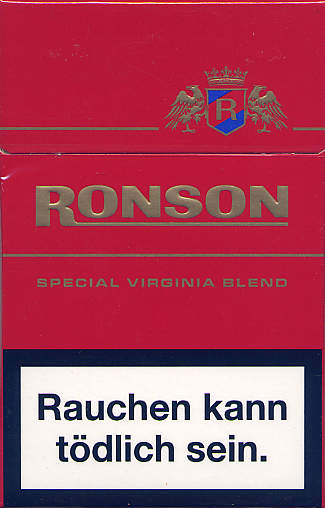 R
RONSON
SPECIAL VIRGINIA BLEND
Rauchen kann
tödlich sein.